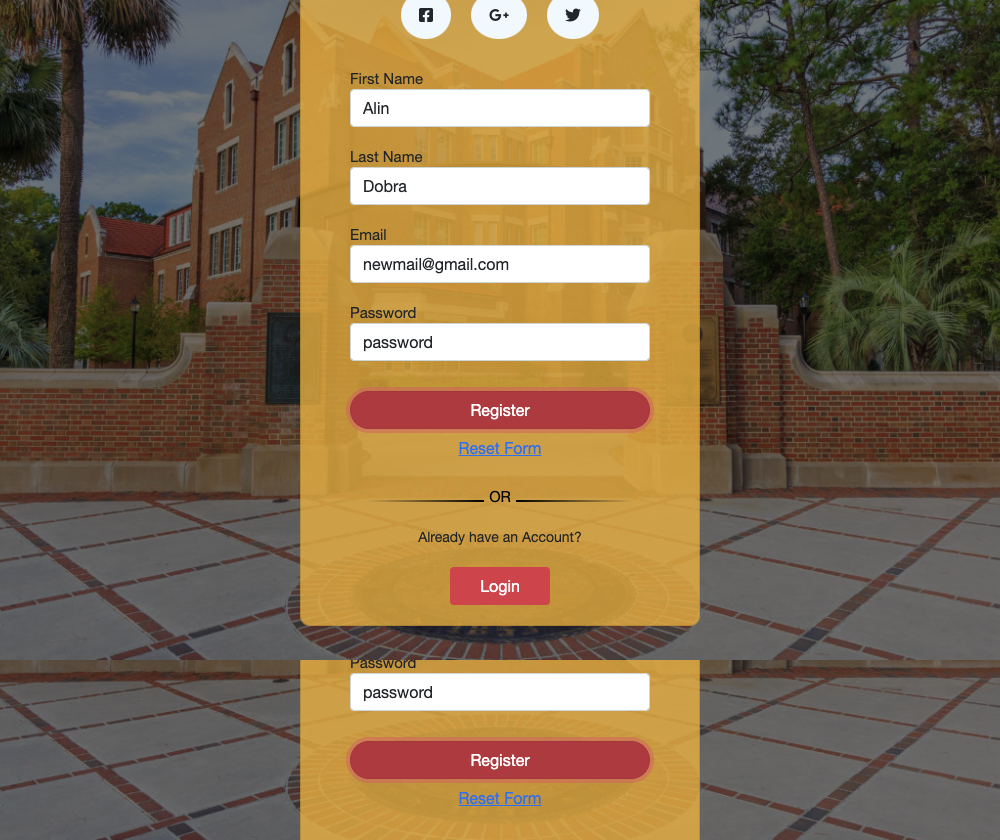 First Name
Alin
Last Name
Dobra
Email
newmail@gmail.com
Password
password
Register
Reset Form
OR
Already have an Account?
Login
Password
password
Register
Reset Form